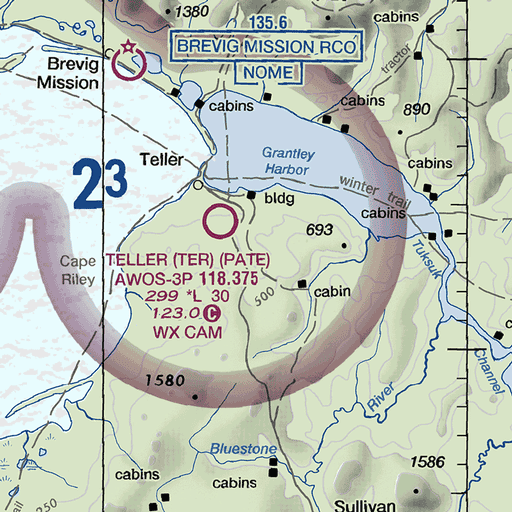 1380
135.6
BREVIG MISSION RCO
NOME
cabins
tractor
Brevig
Mission
cabins
cabins
890
Teller
Grantley
Harbor
cabins
winter trail
bldg
cabins
23
693
Tuksuk
Channel
Cape
Riley
TELLER (TER) (PATE)
AWOS-3P 118.375
299 *L 30
123.0 C
WX CAM
500
cabin
1580
River
Bluestone
cabins
cabins
1586
250
Sullivan